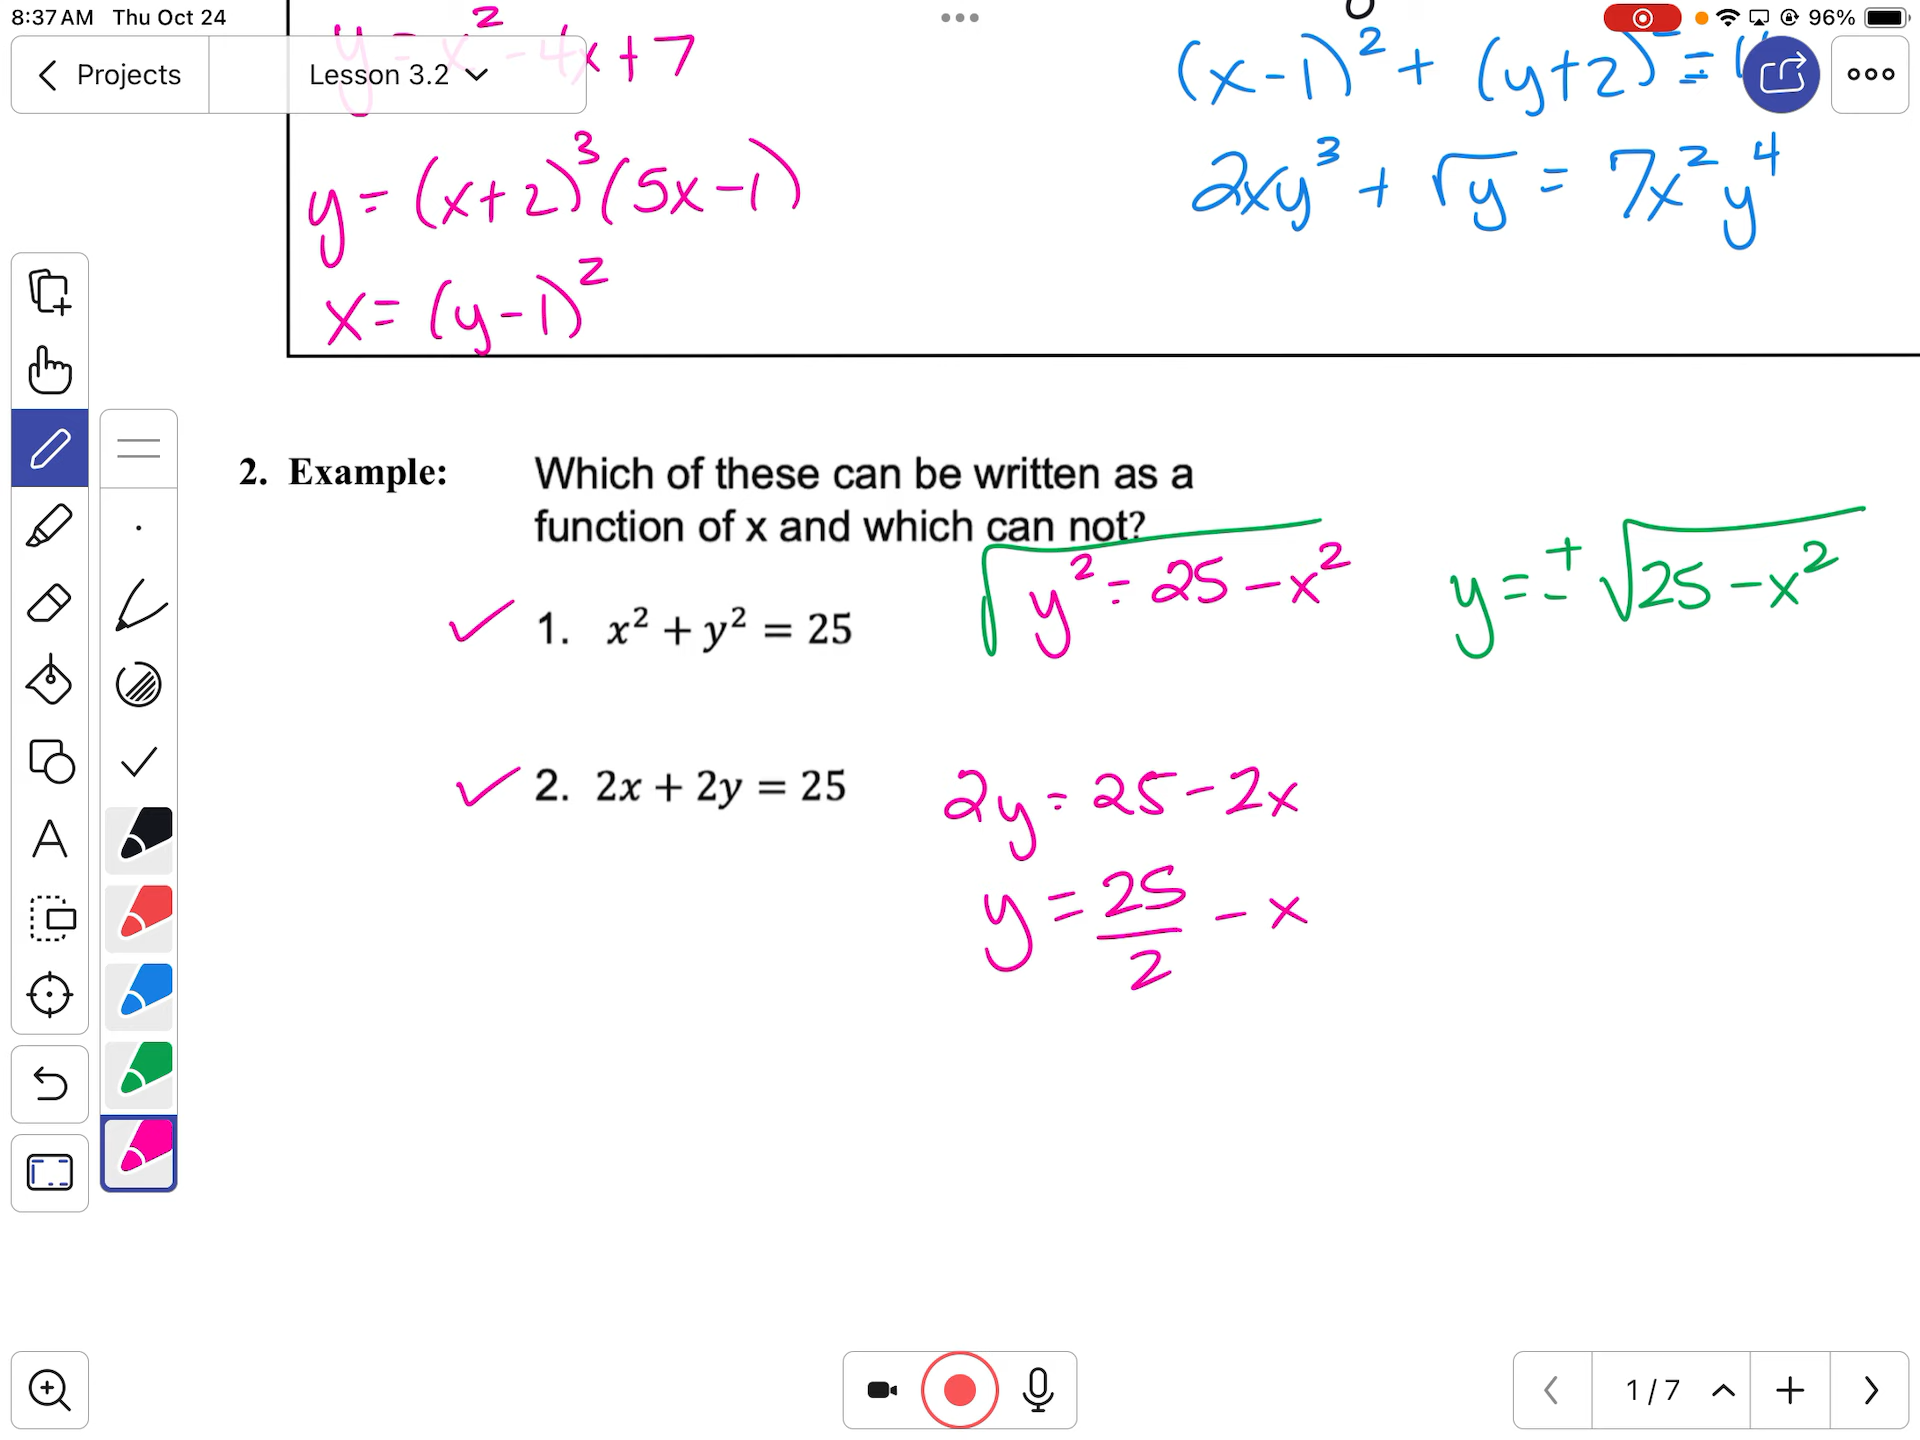 8:37 AM Thu Oct 24
96%
Projects
Lesson 3.2
y = x² - 4x + 7
y = (x+2)³(5x-1)
x = (y-1)²
(x-1)² + (y+2) =
2xy³ + √y = 7x²y⁴
2. Example: Which of these can be written as a
function of x and which can not?
1. x² + y² = 25
√y² = 25 - x²
y = ± √25 - x²
2. 2x + 2y = 25
2y = 25 - 2x
y = 25/2 - x
A
1/7